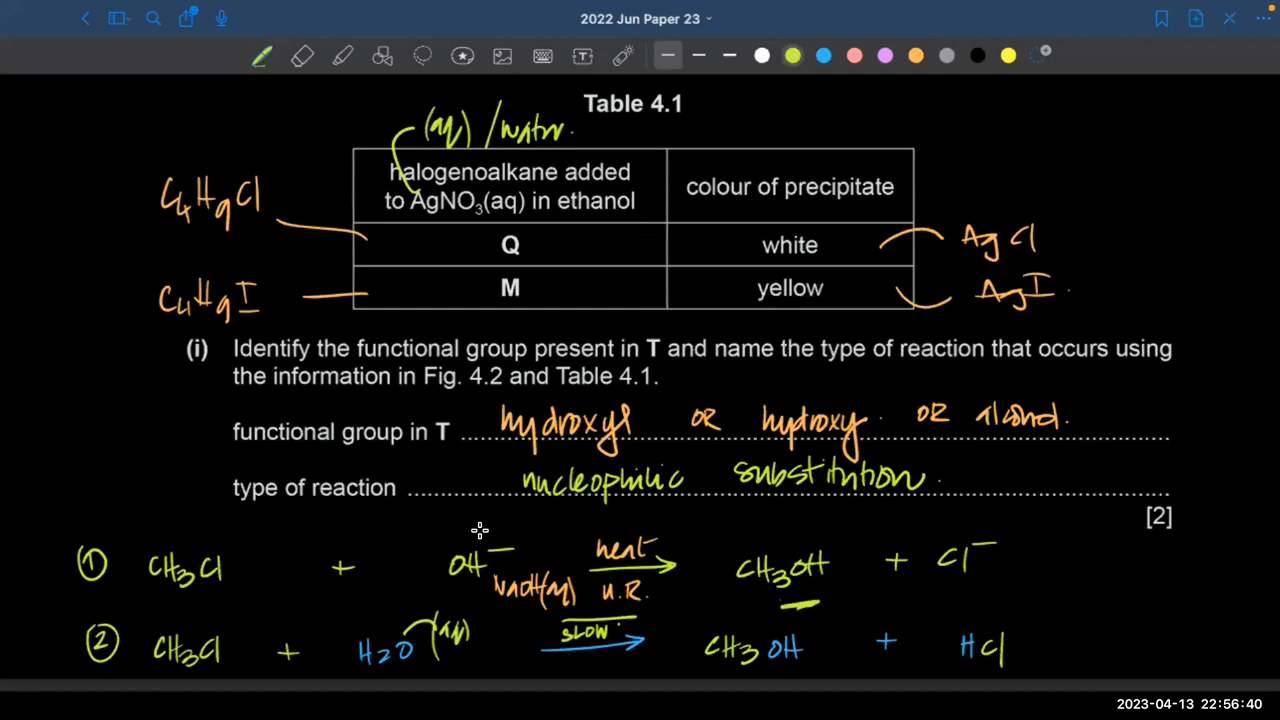 2022 Jun Paper 23
Table 4.1
(aq) / water.
halogenoalkane added
to AgNO₃(aq) in ethanol
colour of precipitate
C₄H₉Cl
Q
white
AgCl
C₄H₉I
M
yellow
AgI
(i) Identify the functional group present in T and name the type of reaction that occurs using
the information in Fig. 4.2 and Table 4.1.
functional group in T hydroxyl OR hydroxy. OR alcohol.
type of reaction nucleophilic substitution.
[2]
① CH₃Cl + OH⁻ NaOH(aq) heat u.R. → CH₃OH + Cl⁻
② CH₃Cl + H₂O (aq) slow. → CH₃OH + HCl
2023-04-13 22:56:40